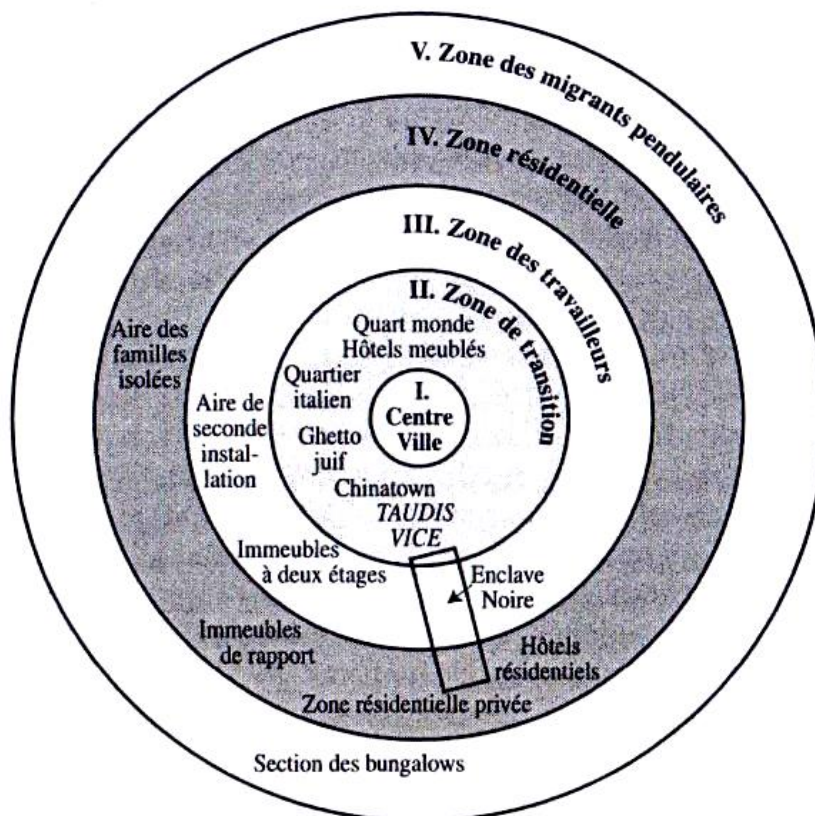 V. Zone des migrants pendulaires
IV. Zone résidentielle
III. Zone des travailleurs
II. Zone de transition
Quart monde
Hôtels meublés
Quartier
italien
I.
Centre
Ville
Ghetto
juif
Chinatown
TAUDIS
VICE
Aire des
familles
isolées
Aire de
seconde
instal-
lation
Immeubles
à deux étages
Enclave
Noire
Immeubles
de rapport
Hôtels
résidentiels
Zone résidentielle privée
Section des bungalows